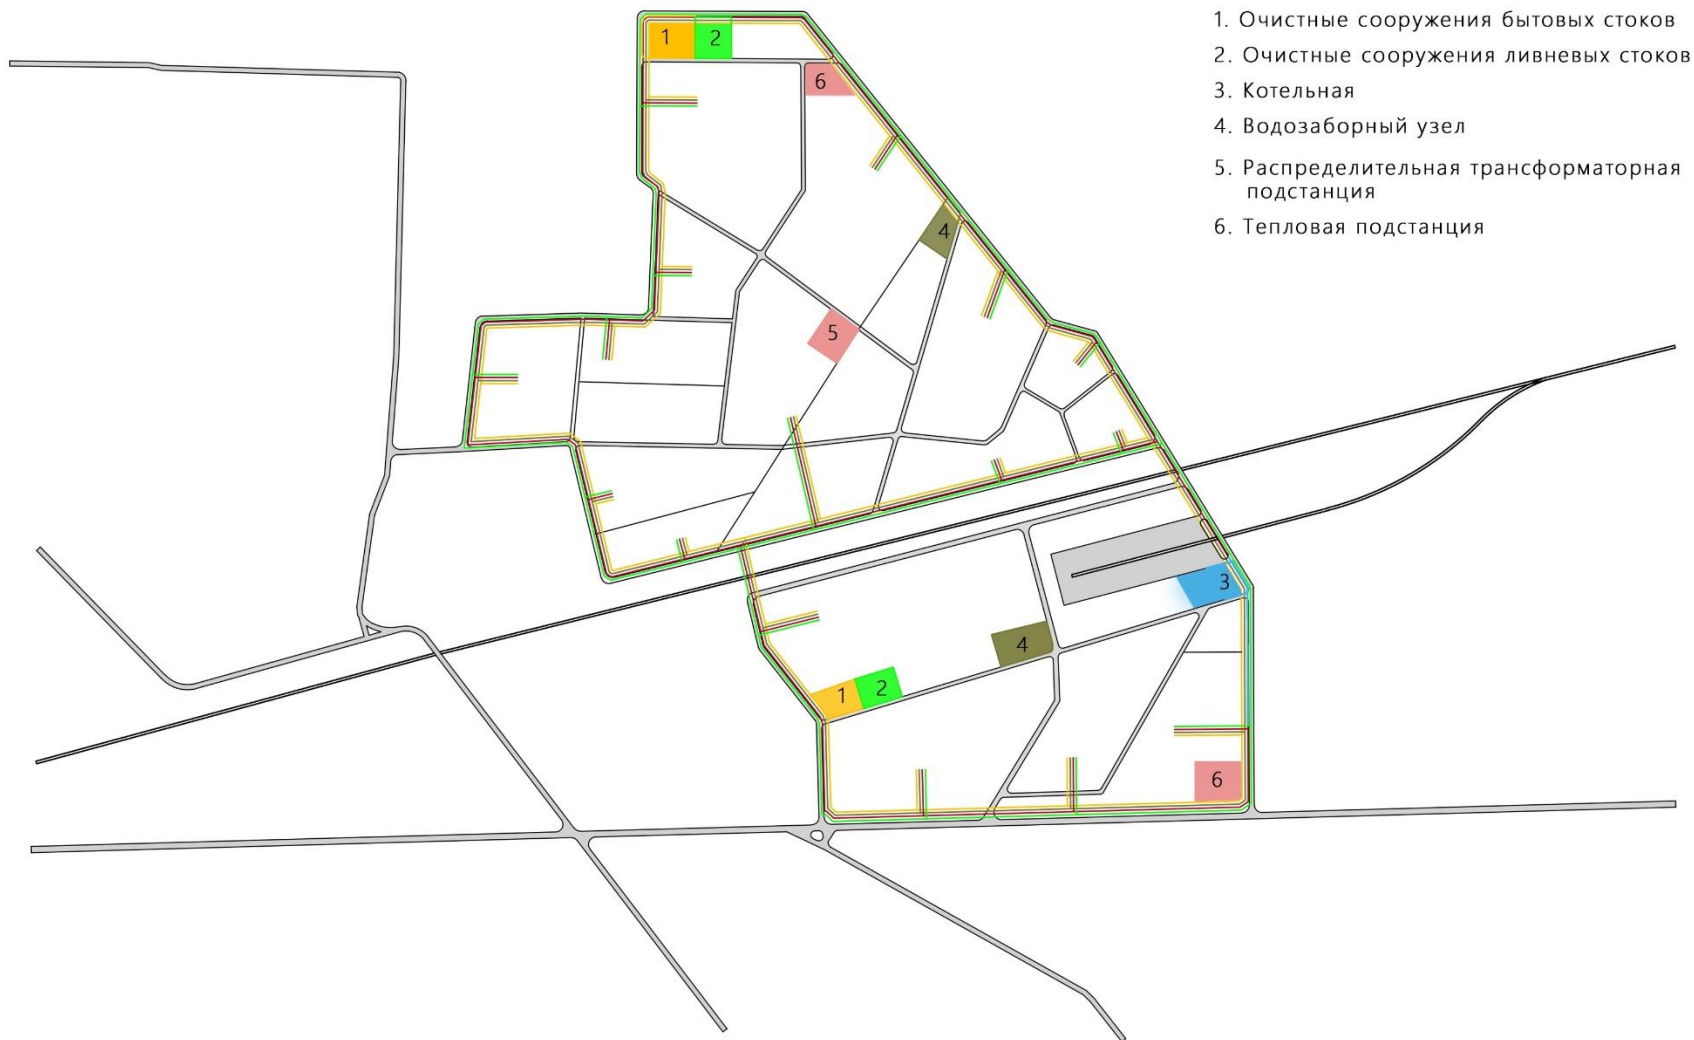 1. Очистные сооружения бытовых стоков
2. Очистные сооружения ливневых стоков
3. Котельная
4. Водозаборный узел
5. Распределительная трансформаторная
подстанция
6. Тепловая подстанция
1 2
6
4
5
3
4
1 2
6